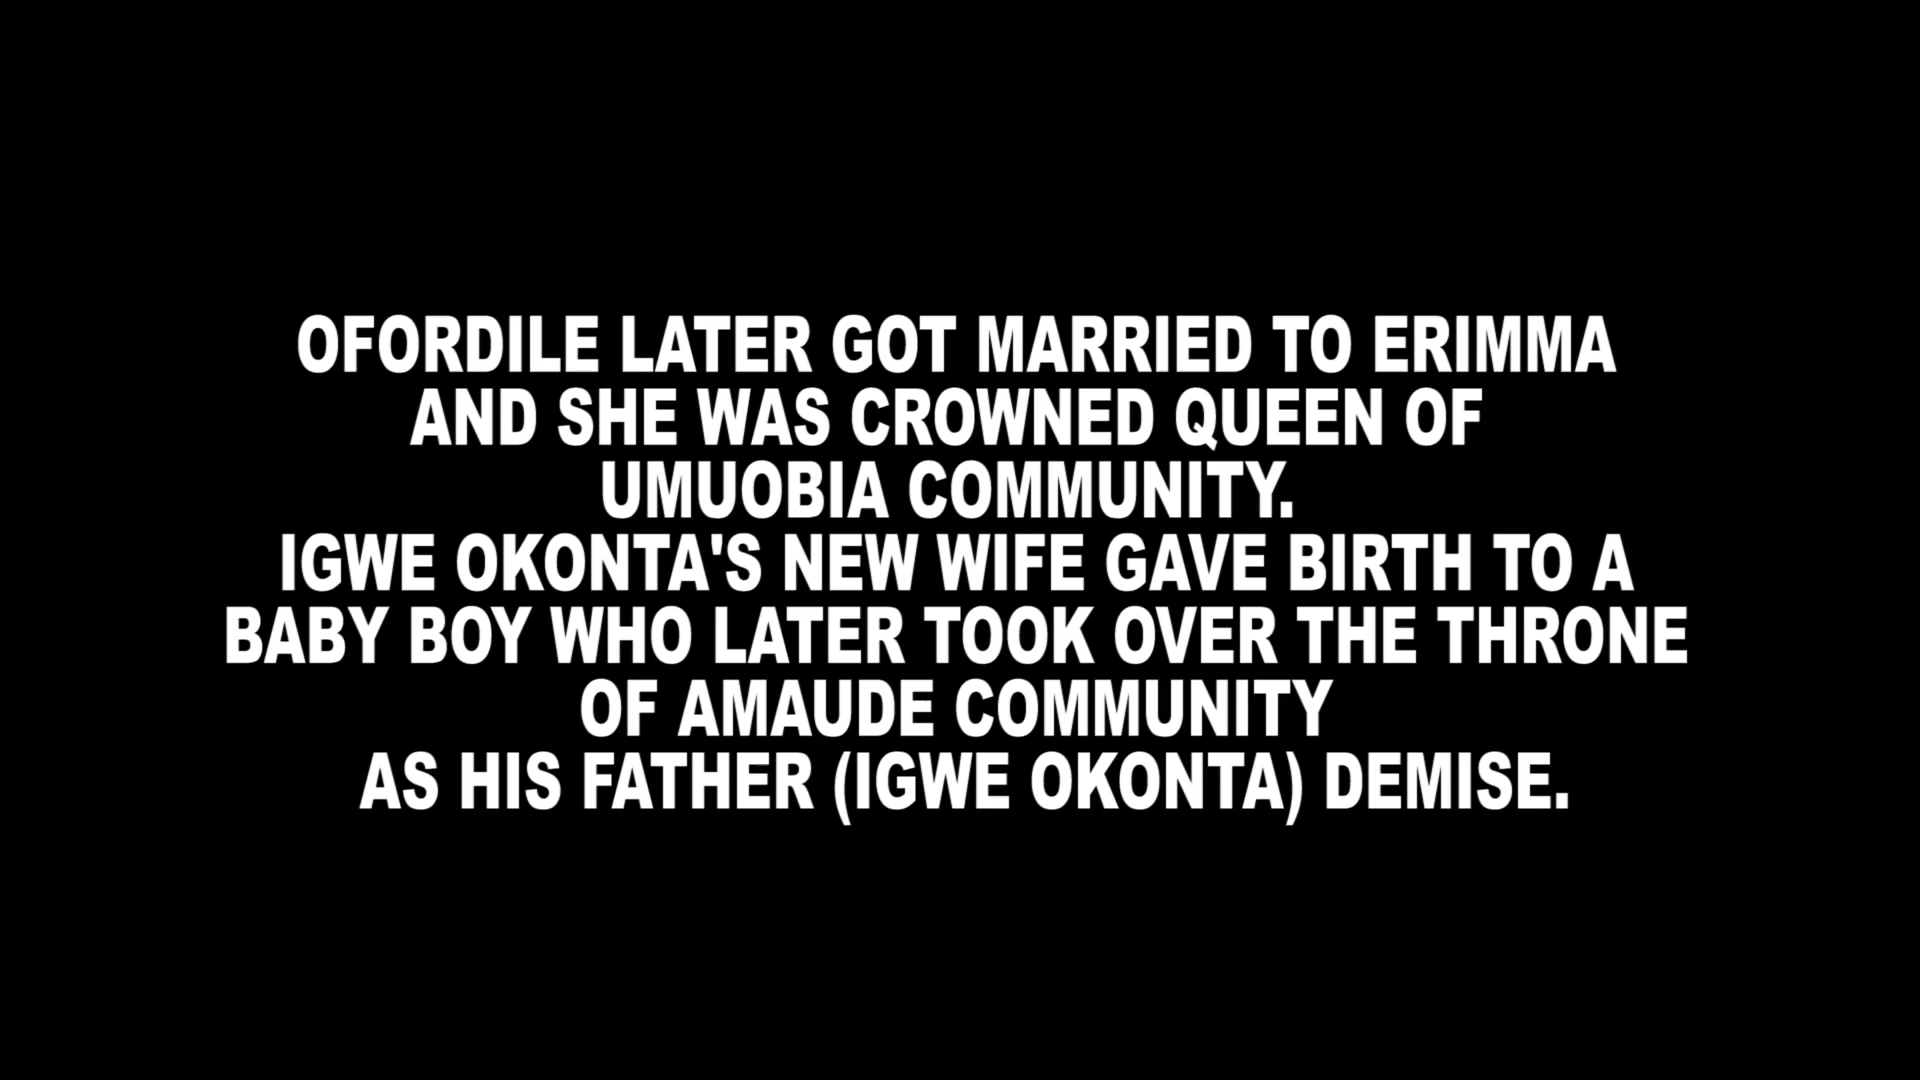 OFORDILE LATER GOT MARRIED TO ERIMMA
AND SHE WAS CROWNED QUEEN OF
UMUOBIA COMMUNITY.
IGWE OKONTA'S NEW WIFE GAVE BIRTH TO A
BABY BOY WHO LATER TOOK OVER THE THRONE
OF AMAUDE COMMUNITY
AS HIS FATHER (IGWE OKONTA) DEMISE.